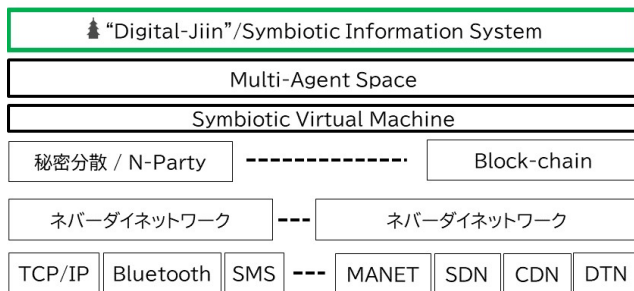 “Digital-Jiin”/Symbiotic Information System
Multi-Agent Space
Symbiotic Virtual Machine
秘密分散 / N-Party Block-chain
ネバーダイネットワーク ネバーダイネットワーク
TCP/IP Bluetooth SMS MANET SDN CDN DTN